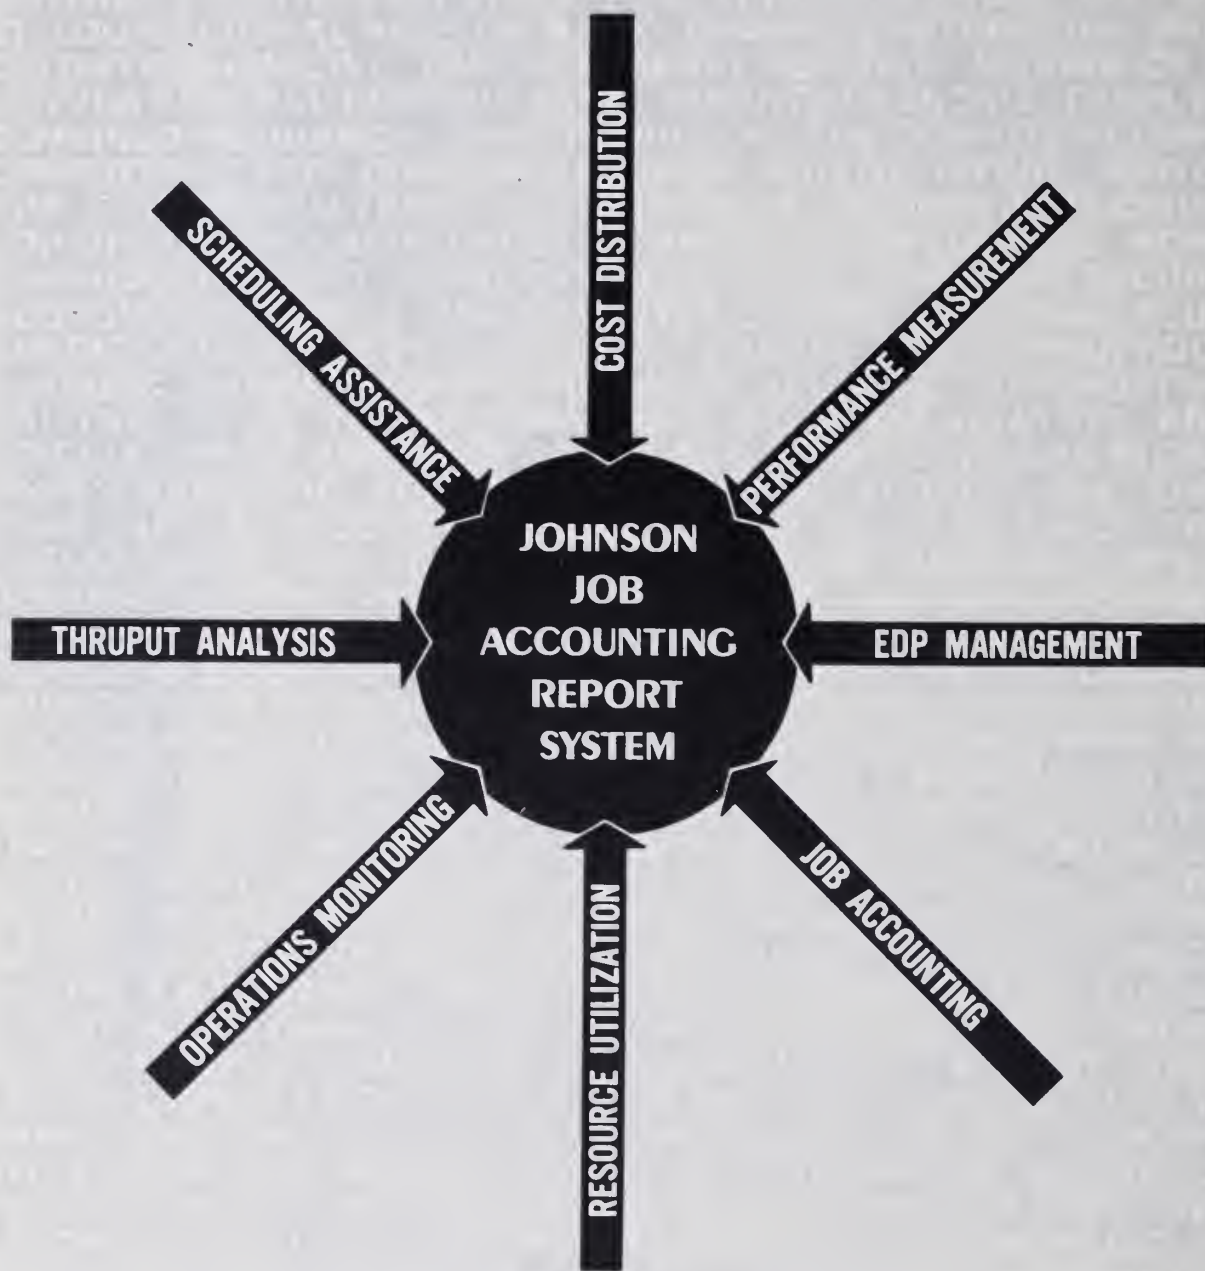 COST DISTRIBUTION
SCHEDULING ASSISTANCE
PERFORMANCE MEASUREMENT
JOHNSON
JOB
ACCOUNTING
REPORT
SYSTEM
THRUPUT ANALYSIS
EDP MANAGEMENT
OPERATIONS MONITORING
JOB ACCOUNTING
RESOURCE UTILIZATION